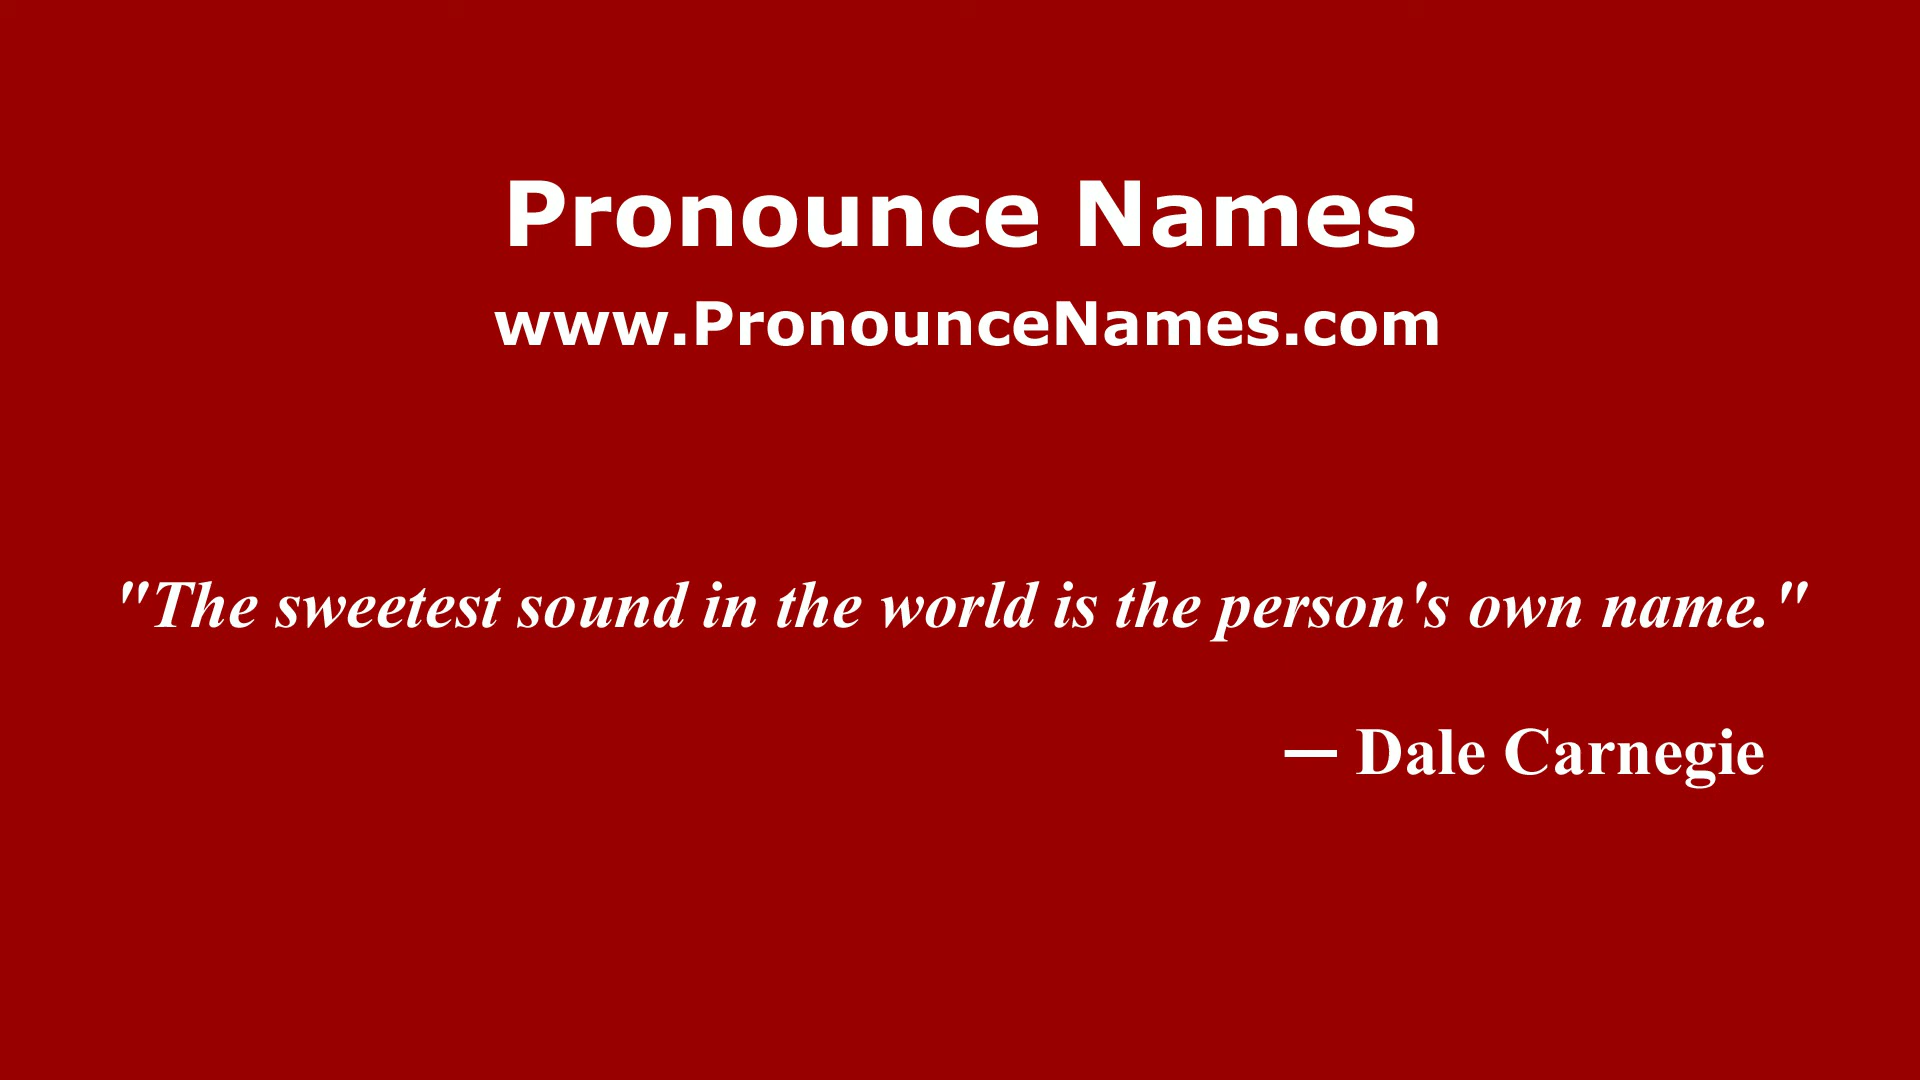 Pronounce Names
www.PronounceNames.com
"The sweetest sound in the world is the person's own name."
— Dale Carnegie